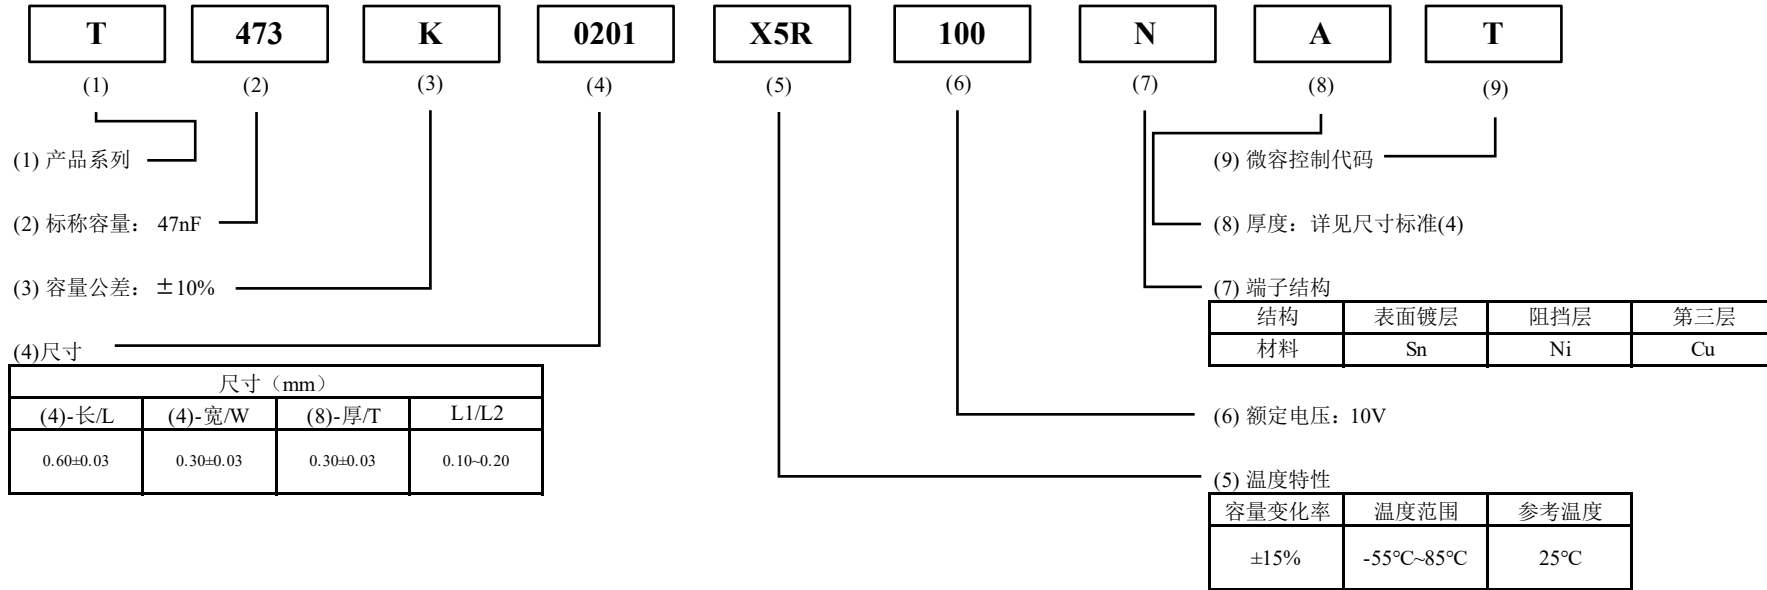 T 473 K 0201 X5R 100 N A T
(1) (2) (3) (4) (5) (6) (7) (8) (9)
(1) 产品系列
(2) 标称容量： 47nF
(3) 容量公差： ±10%
(4)尺寸
尺寸（mm）
(4)-长/L (4)-宽/W (8)-厚/T L1/L2
0.60±0.03 0.30±0.03 0.30±0.03 0.10~0.20
(9) 微容控制代码
(8) 厚度：详见尺寸标准(4)
(7) 端子结构
结构 表面镀层 阻挡层 第三层
材料 Sn Ni Cu
(6) 额定电压：10V
(5) 温度特性
容量变化率 温度范围 参考温度
±15% -55℃~85℃ 25℃